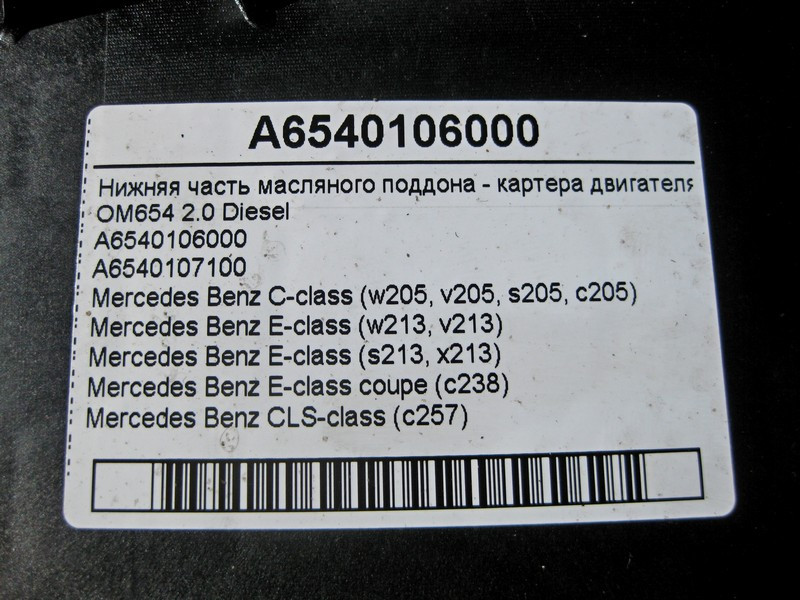 A6540106000
Нижняя часть масляного поддона - картера двигателя
OM654 2.0 Diesel
A6540106000
A6540107100
Mercedes Benz C-class (w205, v205, s205, c205)
Mercedes Benz E-class (w213, v213)
Mercedes Benz E-class (s213, x213)
Mercedes Benz E-class coupe (c238)
Mercedes Benz CLS-class (c257)